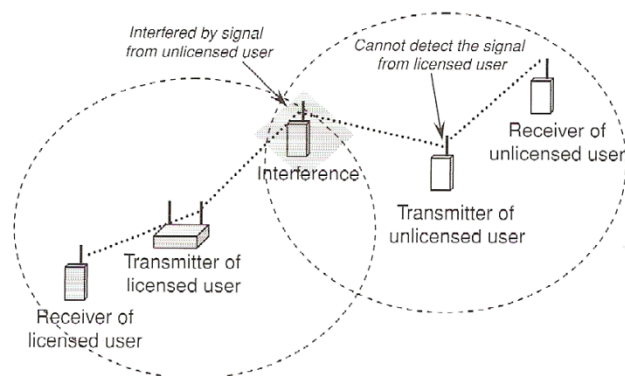 Interfered by signal
from unlicensed user
Cannot detect the signal
from licensed user
Receiver of
unlicensed user
Interference
Transmitter of
unlicensed user
Transmitter of
licensed user
Receiver of
licensed user